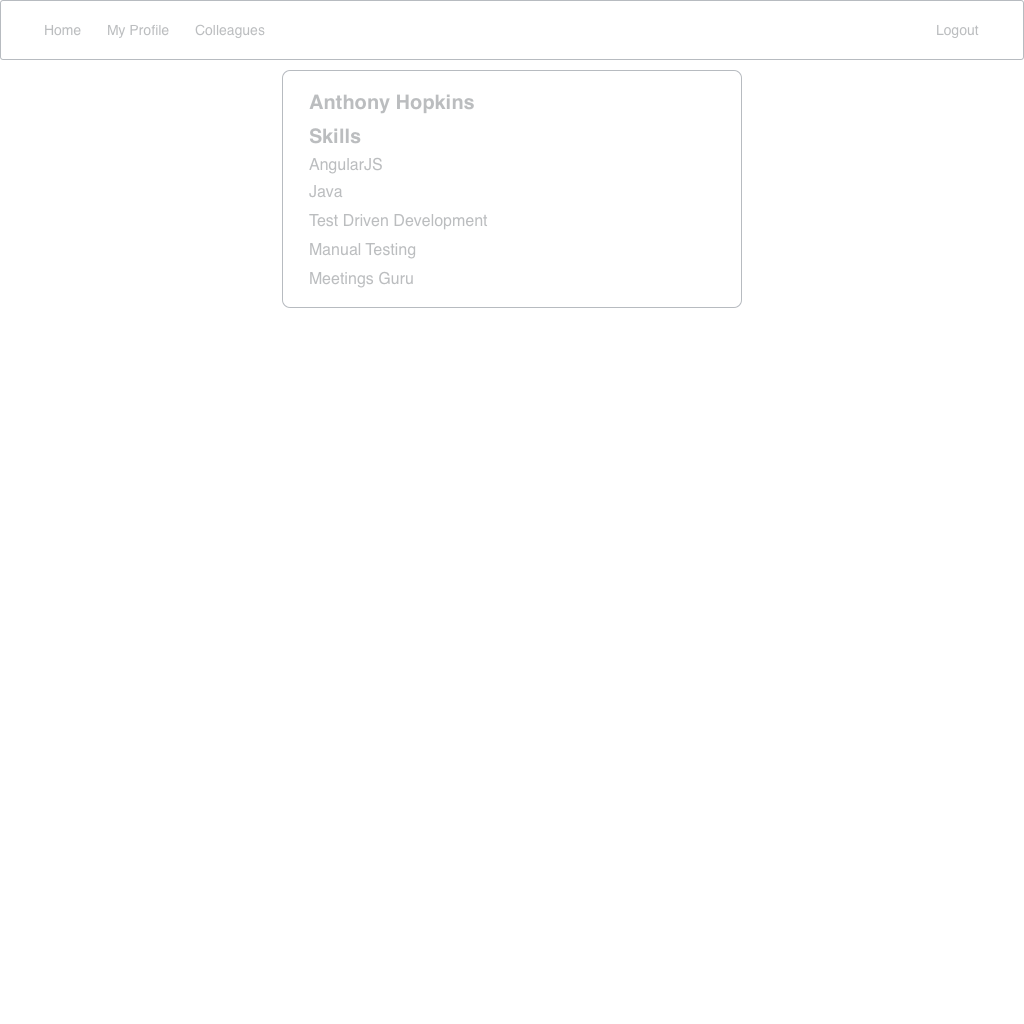 Home My Profile Colleagues Logout
Anthony Hopkins
Skills
AngularJS
Java
Test Driven Development
Manual Testing
Meetings Guru